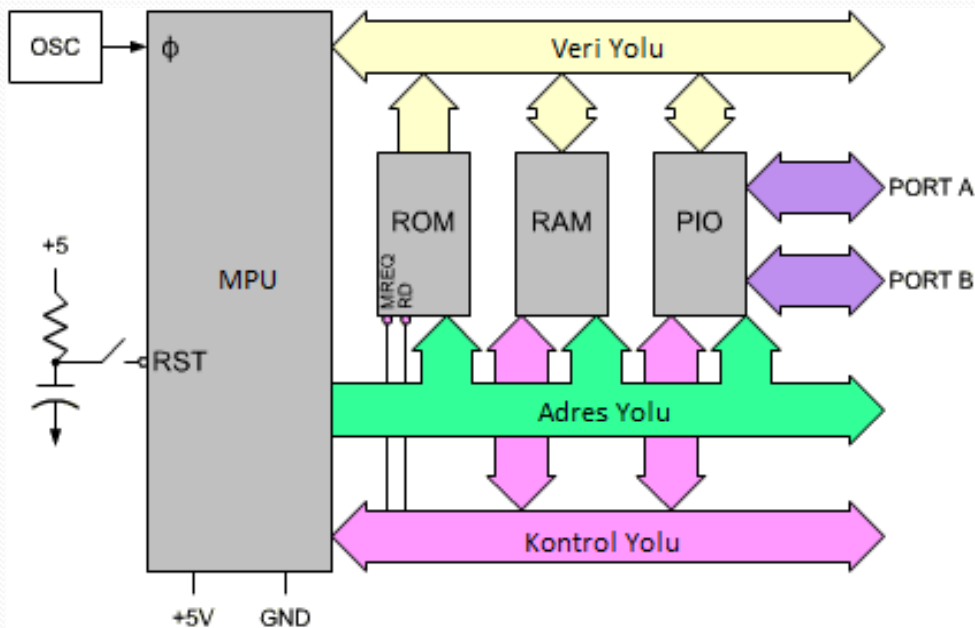 OSC
ϕ
Veri Yolu
ROM
RAM
PIO
PORT A
PORT B
MREQ
RD
+5
MPU
RST
Adres Yolu
Kontrol Yolu
+5V
GND